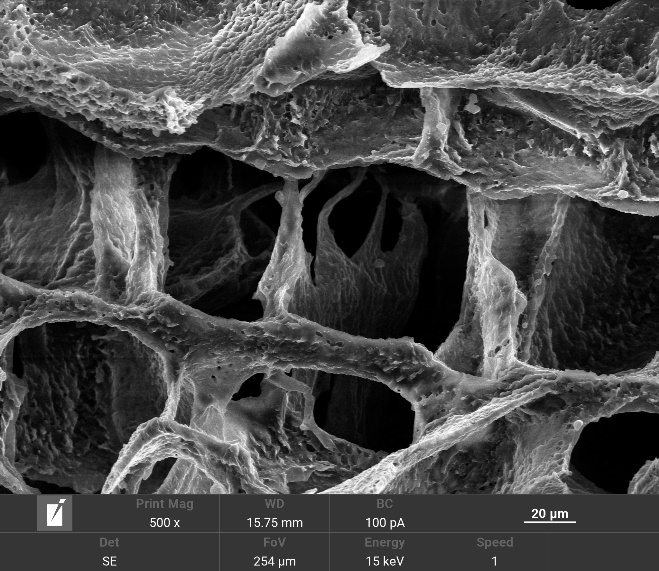 Print Mag WD BC 20 µm
500 x 15.75 mm 100 pA
Det FoV Energy Speed
SE 254 µm 15 keV 1